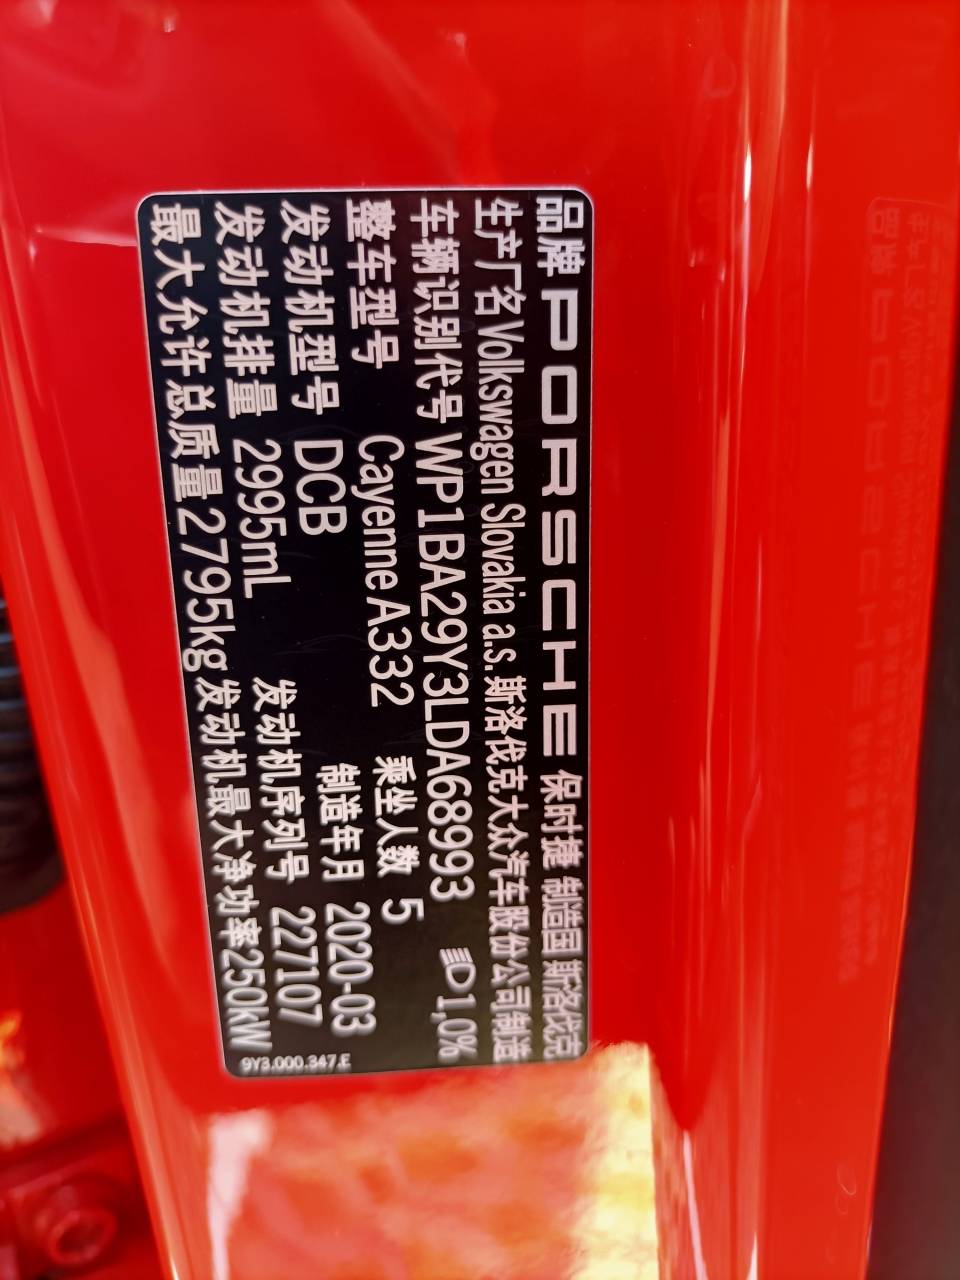 品牌 PORSCHE 保时捷 制造国 斯洛伐克
生产厂名 Volkswagen Slovakia a.s. 斯洛伐克大众汽车股份公司制造
车辆识别代号 WP1BA29Y3LDA68993 1,0%
整车型号 Cayenne A332 乘坐人数 5
发动机型号 DCB 制造年月 2020-03
发动机排量 2995mL 发动机序列号 227107
最大允许总质量 2795kg 发动机最大净功率 250kW
9Y3.000.347.E